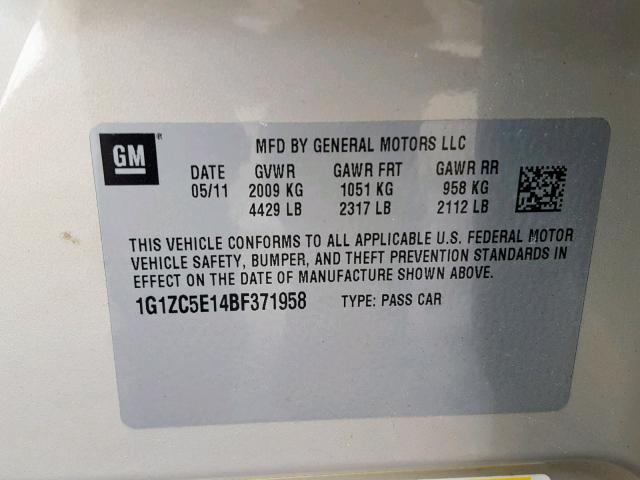 GM
MFD BY GENERAL MOTORS LLC
DATE GVWR GAWR FRT GAWR RR
05/11 2009 KG 1051 KG 958 KG
4429 LB 2317 LB 2112 LB
THIS VEHICLE CONFORMS TO ALL APPLICABLE U.S. FEDERAL MOTOR
VEHICLE SAFETY, BUMPER, AND THEFT PREVENTION STANDARDS IN
EFFECT ON THE DATE OF MANUFACTURE SHOWN ABOVE.
1G1ZC5E14BF371958 TYPE: PASS CAR